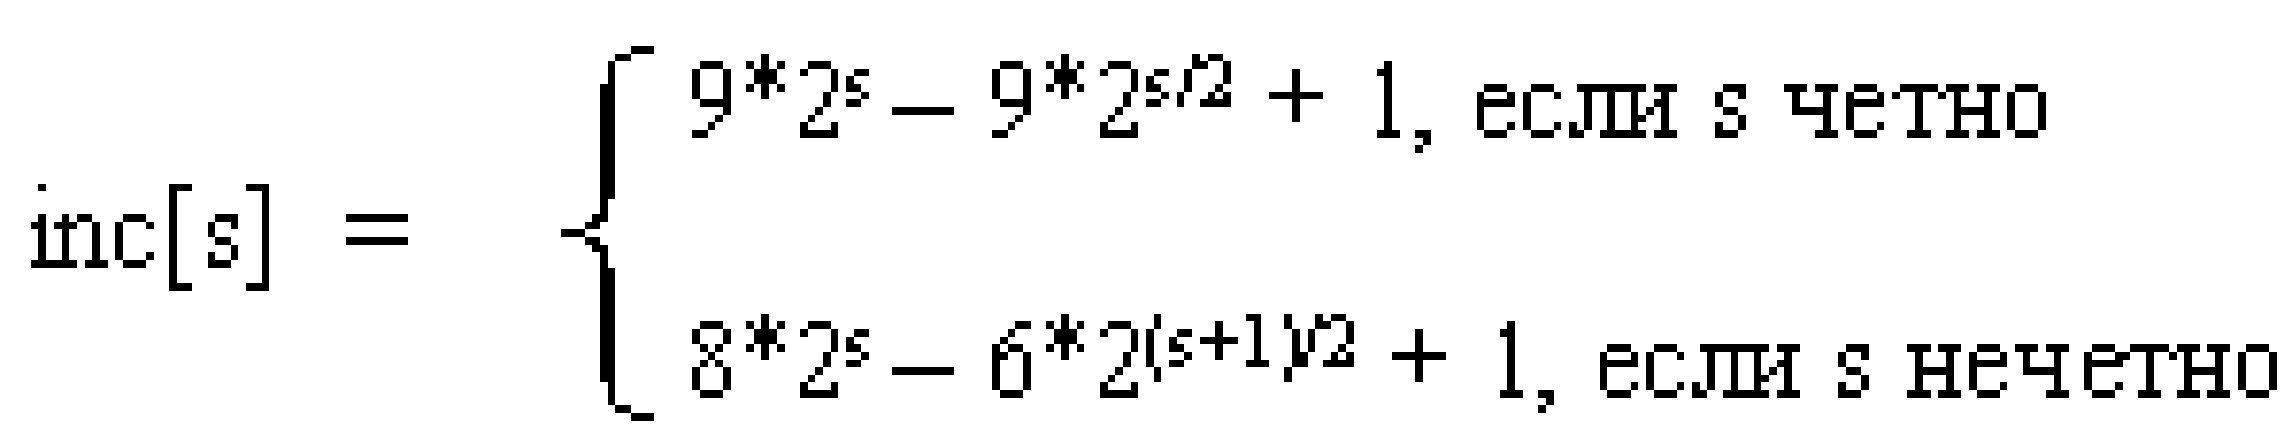 9*2^s – 9*2^(s/2) + 1, если s четно
inc[s] =
8*2^s – 6*2^((s+1)/2) + 1, если s нечетно